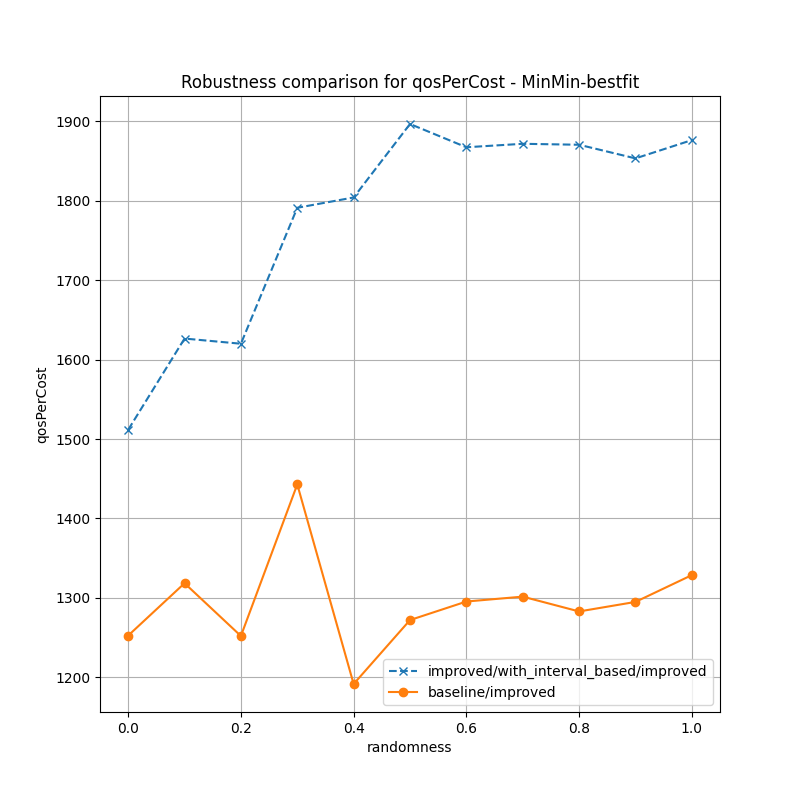 Robustness comparison for qosPerCost - MinMin-bestfit
1900
1800
1700
1600
1500
1400
1300
1200
qosPerCost
0.0 0.2 0.4 0.6 0.8 1.0
randomness
improved/with_interval_based/improved
baseline/improved